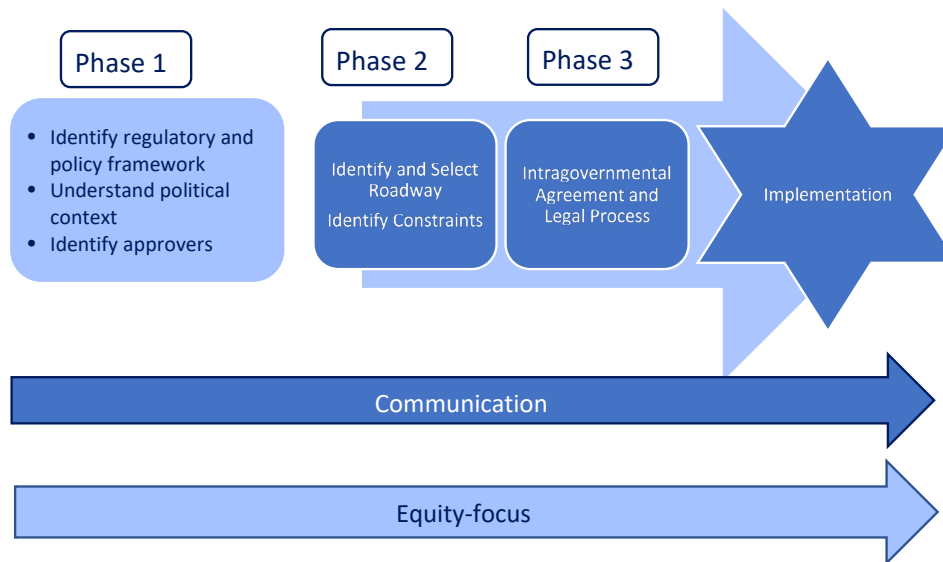 Phase 1
Phase 2
Phase 3
• Identify regulatory and
policy framework
• Understand political
context
• Identify approvers
Identify and Select
Roadway
Identify Constraints
Intragovernmental
Agreement and
Legal Process
Implementation
Communication
Equity-focus